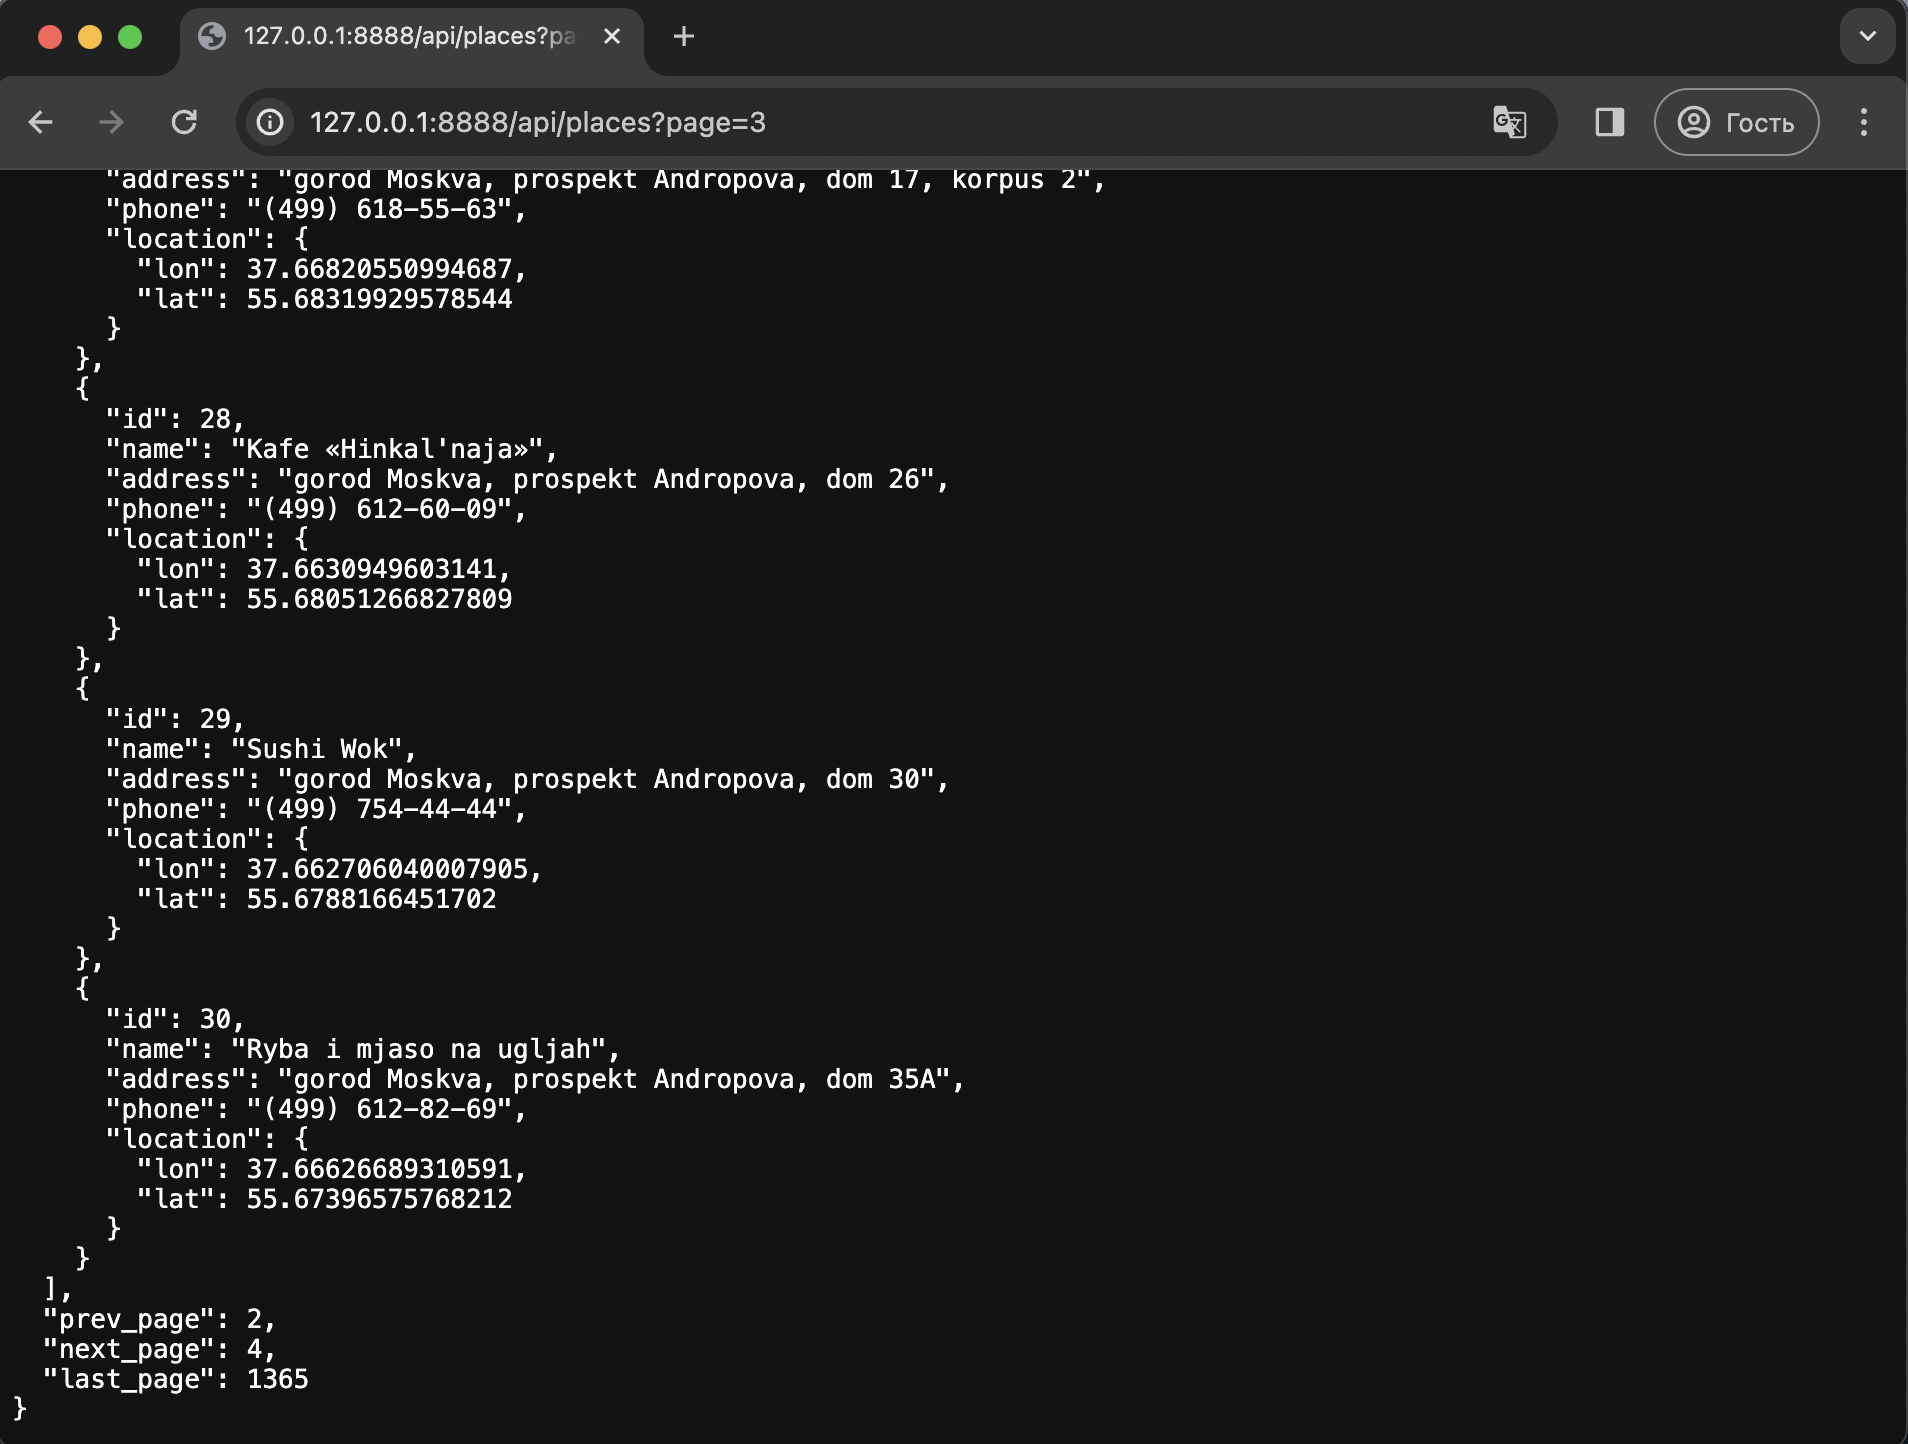 127.0.0.1:8888/api/places?pa
127.0.0.1:8888/api/places?page=3
Гость
"address": "gorod Moskva, prospekt Andropova, dom 17, korpus 2",
"phone": "(499) 618-55-63",
"location": {
"lon": 37.66820550994687,
"lat": 55.68319929578544
}
},
{
"id": 28,
"name": "Kafe «Hinkal'naja»",
"address": "gorod Moskva, prospekt Andropova, dom 26",
"phone": "(499) 612-60-09",
"location": {
"lon": 37.6630949603141,
"lat": 55.68051266827809
}
},
{
"id": 29,
"name": "Sushi Wok",
"address": "gorod Moskva, prospekt Andropova, dom 30",
"phone": "(499) 754-44-44",
"location": {
"lon": 37.662706040007905,
"lat": 55.6788166451702
}
},
{
"id": 30,
"name": "Ryba i mjaso na ugljah",
"address": "gorod Moskva, prospekt Andropova, dom 35A",
"phone": "(499) 612-82-69",
"location": {
"lon": 37.66626689310591,
"lat": 55.67396575768212
}
}
],
"prev_page": 2,
"next_page": 4,
"last_page": 1365
}